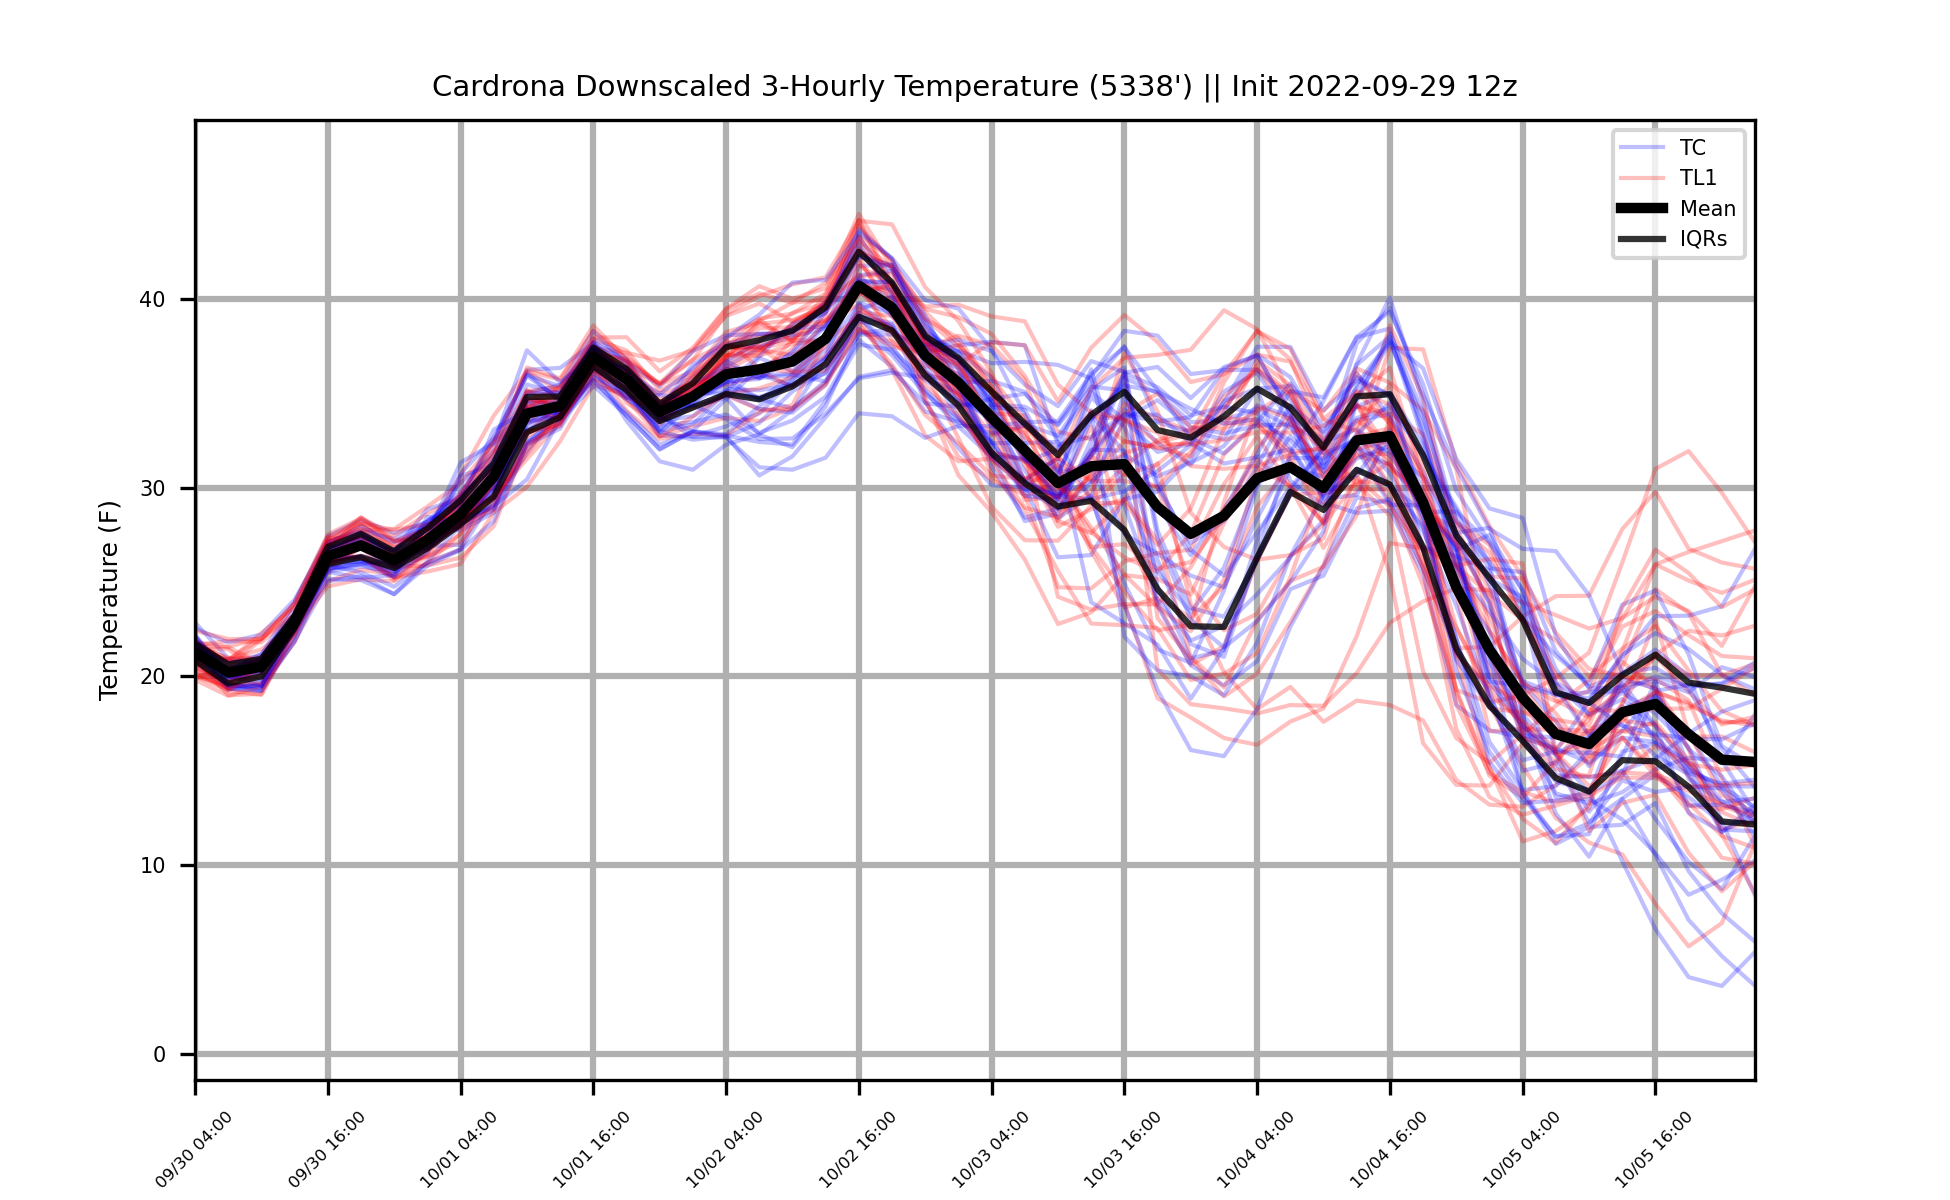 Cardrona Downscaled 3-Hourly Temperature (5338') || Init 2022-09-29 12z
TC
TL1
Mean
IQRs
Temperature (F)
40
30
20
10
0
09/30 04:00
09/30 16:00
10/01 04:00
10/01 16:00
10/02 04:00
10/02 16:00
10/03 04:00
10/03 16:00
10/04 04:00
10/04 16:00
10/05 04:00
10/05 16:00